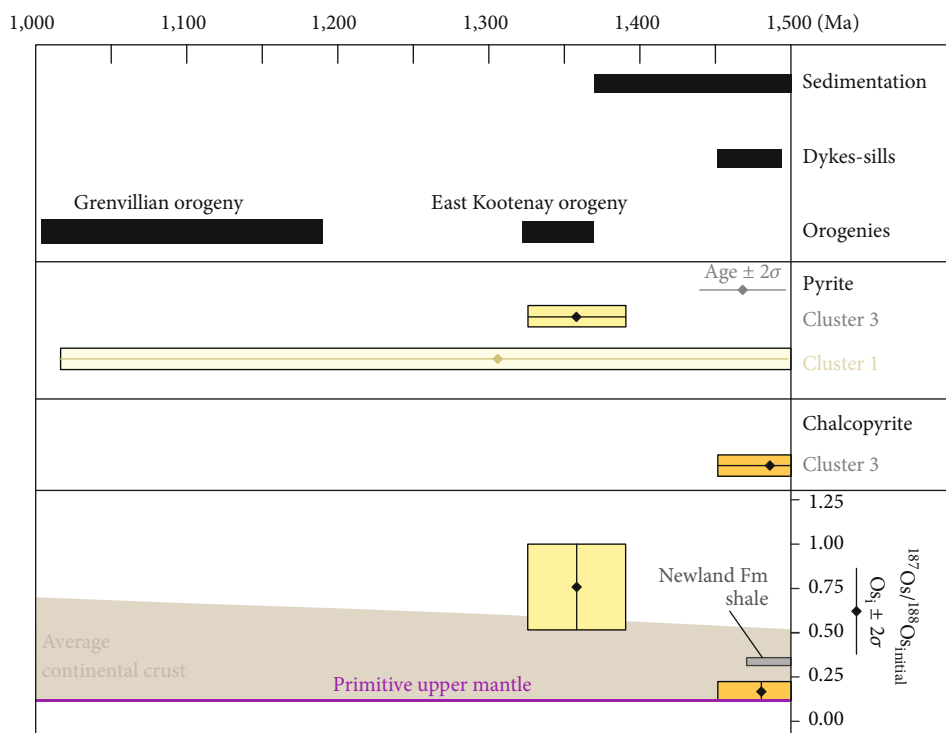 1,000 1,100 1,200 1,300 1,400 1,500 (Ma)
Sedimentation
Dykes-sills
Grenvillian orogeny East Kootenay orogeny
Orogenies
Age ± 2σ
Pyrite
Cluster 3
Cluster 1
Chalcopyrite
Cluster 3
1.25
1.00
0.75
0.50
0.25
0.00
Newland Fm
shale
Average
continental crust
Primitive upper mantle
¹⁸⁷Os/¹⁸⁸Os_initial
Os_i ± 2σ